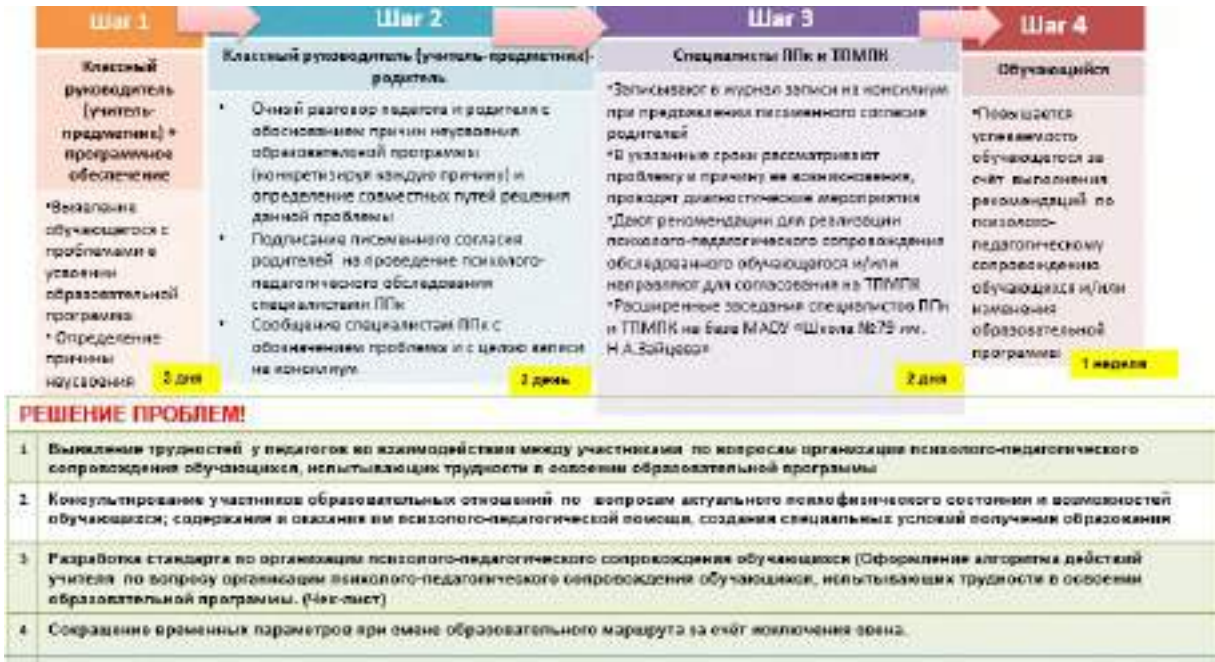 Шаг 1
Классный
руководитель
(учитель-
предметник) +
программное
обеспечение
•Выявление
обучающегося с
проблемами в
усвоении
образовательной
программы
• Определение
причины
неусвоения
3 дня
Шаг 2
Классный руководитель (учитель-предметник)-
родитель
• Очный разговор педагога и родителя с
обоснованием причин неусвоения
образовательной программы
(конкретизируя каждую причину) и
определение совместных путей решения
данной проблемы
• Подписание письменного согласия
родителей на проведение психолого-
педагогического обследования
специалистами ППк
• Сообщение специалистам ППк с
обозначением проблемы и с целью записи
на консилиум
1 день
Шаг 3
Специалисты ППк и ТПМПК
•Записывают в журнал записи на консилиум
при предъявлении письменного согласия
родителей
•В указанные сроки рассматривают
проблему и причину ее возникновения,
проводят диагностические мероприятия
•Дают рекомендации для реализации
психолого-педагогического сопровождения
обследованного обучающегося и/или
направляют для согласования на ТПМПК
•Расширенные заседания специалистов ППк
и ТПМПК на базе МАОУ «Школа №79 им.
Н.А.Зайцева»
2 дня
Шаг 4
Обучающийся
•Повышается
успеваемость
обучающегося за
счёт выполнения
рекомендаций по
психолого-
педагогическому
сопровождению
обучающихся и/или
изменения
образовательной
программы
1 неделя
РЕШЕНИЕ ПРОБЛЕМ!
1 Выявление трудностей у педагогов во взаимодействии между участниками по вопросам организации психолого-педагогического
сопровождения обучающихся, испытывающих трудности в освоении образовательной программы
2 Консультирование участников образовательных отношений по вопросам актуального психофизического состояния и возможностей
обучающихся; содержания и оказания им психолого-педагогической помощи, создания специальных условий получения образования
3 Разработка стандарта по организации психолого-педагогического сопровождения обучающихся (Оформление алгоритма действий
учителя по вопросу организации психолого-педагогического сопровождения обучающихся, испытывающих трудности в освоении
образовательной программы. (Чек-лист)
4 Сокращение временных параметров при смене образовательного маршрута за счёт исключения звена.